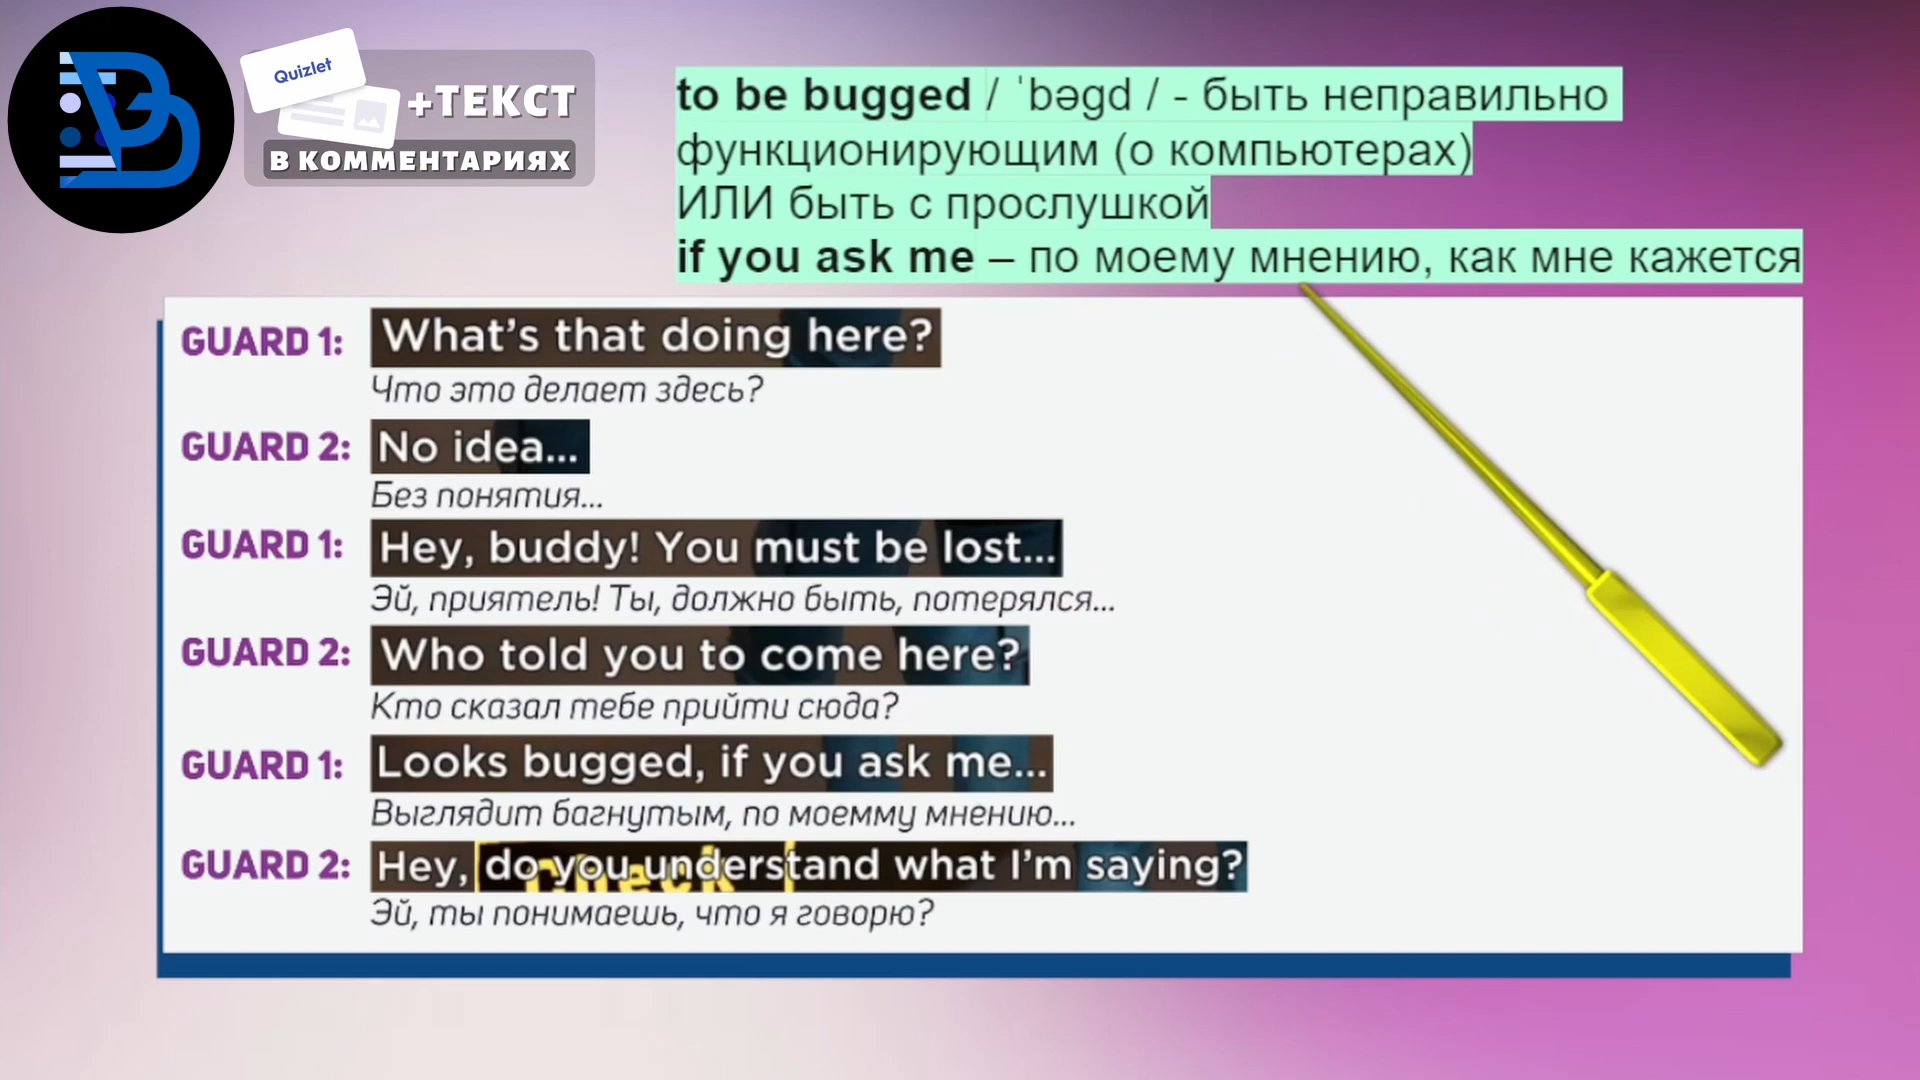 Quizlet
+ТЕКСТ
В КОММЕНТАРИЯХ
to be bugged / ˈbəgd / - быть неправильно
функционирующим (о компьютерах)
ИЛИ быть с прослушкой
if you ask me – по моему мнению, как мне кажется
GUARD 1: What’s that doing here?
Что это делает здесь?
GUARD 2: No idea...
Без понятия...
GUARD 1: Hey, buddy! You must be lost...
Эй, приятель! Ты, должно быть, потерялся...
GUARD 2: Who told you to come here?
Кто сказал тебе прийти сюда?
GUARD 1: Looks bugged, if you ask me...
Выглядит багнутым, по моемму мнению...
GUARD 2: Hey, do you understand what I’m saying?
Эй, ты понимаешь, что я говорю?